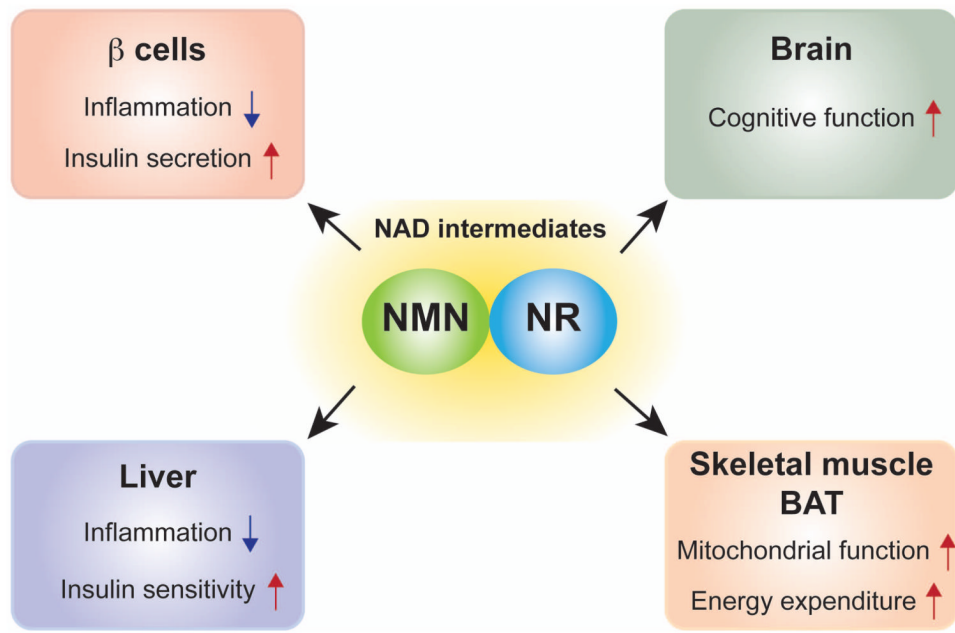 β cells
Inflammation ↓
Insulin secretion ↑
Brain
Cognitive function ↑
NAD intermediates
NMN
NR
Liver
Inflammation ↓
Insulin sensitivity ↑
Skeletal muscle
BAT
Mitochondrial function ↑
Energy expenditure ↑